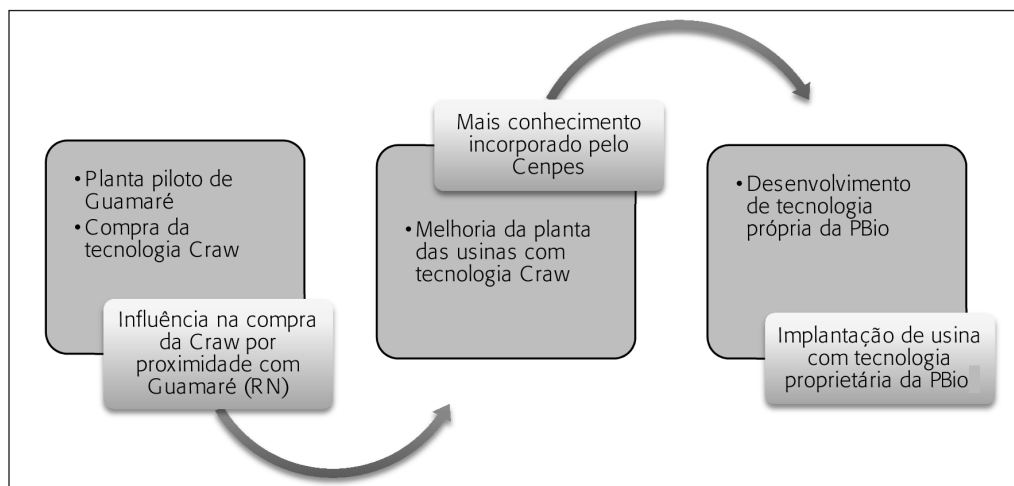 • Planta piloto de
Guamaré
• Compra da
tecnologia Craw
Influência na compra
da Craw por
proximidade com
Guamaré (RN)
Mais conhecimento
incorporado pelo
Cenpes
• Melhoria da planta
das usinas com
tecnologia Craw
• Desenvolvimento
de tecnologia
própria da PBio
Implantação de usina
com tecnologia
proprietária da PBio